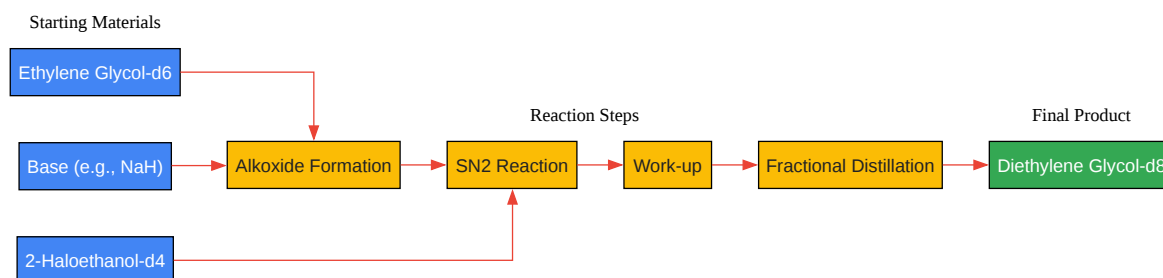 Starting Materials
Ethylene Glycol-d6
Reaction Steps
Final Product
Base (e.g., NaH)
Alkoxide Formation
SN2 Reaction
Work-up
Fractional Distillation
Diethylene Glycol-d8
2-Haloethanol-d4